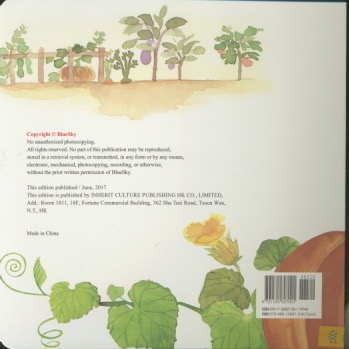 Copyright © BlueSky
No unauthorized photocopying.
All rights reserved. No part of this publication may be reproduced,
stored in a retrieval system, or transmitted, in any form or by any means,
electronic, mechanical, photocopying, recording, or otherwise,
without the prior written permission of BlueSky.
This edition published / June, 2017
This edition is published by INHERIT CULTURE PUBLISHING HK CO., LIMITED,
Add.: Room 1811, 18F, Fortune Commercial Building, 362 Sha Tsui Road, Tsuen Wan,
N.T., HK
Made in China
ISBN
ISBN